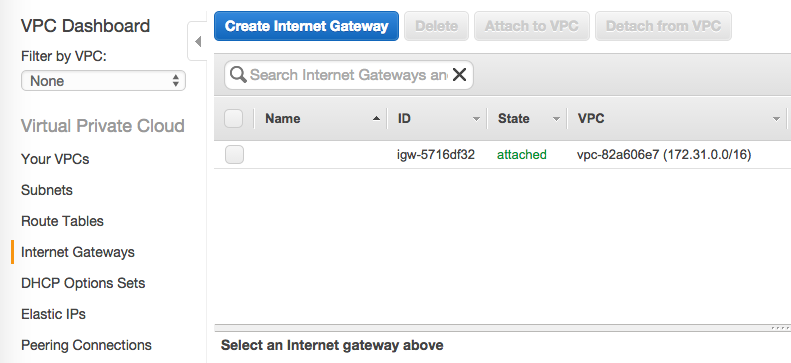 VPC Dashboard
Filter by VPC:
None
Virtual Private Cloud
Your VPCs
Subnets
Route Tables
Internet Gateways
DHCP Options Sets
Elastic IPs
Peering Connections
Create Internet Gateway Delete Attach to VPC Detach from VPC
Search Internet Gateways an
Name ID State VPC
igw-5716df32 attached vpc-82a606e7 (172.31.0.0/16)
Select an Internet gateway above